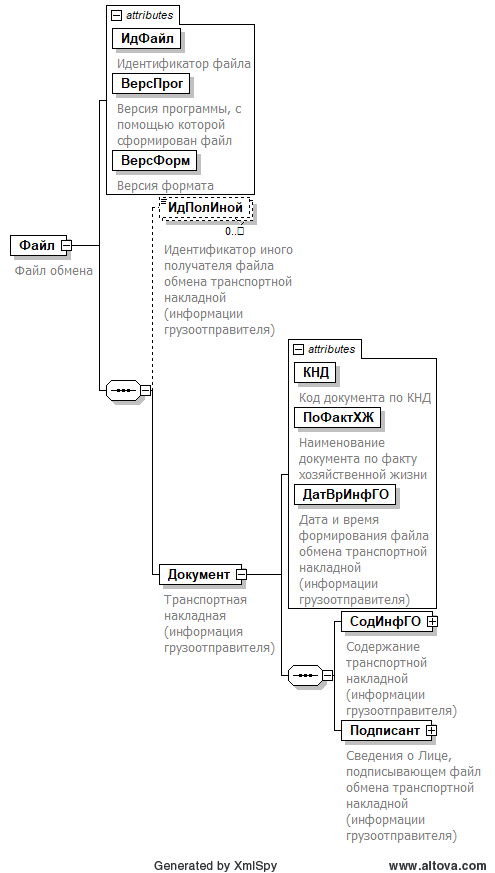 attributes
ИдФайл
Идентификатор файла
ВерсПрог
Версия программы, с
помощью которой
сформирован файл
ВерсФорм
Версия формата
Файл
Файл обмена
ИдПолИной
0..□
Идентификатор иного
получателя файла
обмена транспортной
накладной
(информации
грузоотправителя)
attributes
КНД
Код документа по КНД
ПоФактХЖ
Наименование
документа по факту
хозяйственной жизни
ДатВрИнфГО
Дата и время
формирования файла
обмена транспортной
накладной
(информации
грузоотправителя)
Документ
Транспортная
накладная
(информация
грузоотправителя)
СодИнфГО
Содержание
транспортной
накладной
(информации
грузоотправителя)
Подписант
Сведения о Лице,
подписывающем файл
обмена транспортной
накладной
(информации
грузоотправителя)
Generated by XmlSpy
www.altova.com